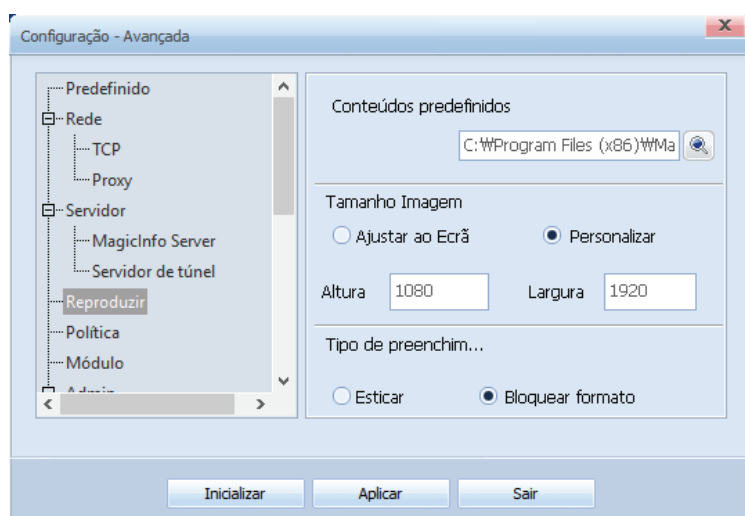 Configuração - Avançada
x
Predefinido
Rede
TCP
Proxy
Servidor
MagicInfo Server
Servidor de túnel
Reproduzir
Política
Módulo
Admin
Conteúdos predefinidos
C:₩Program Files (x86)₩Ma
Tamanho Imagem
Ajustar ao Ecrã
Personalizar
Altura 1080 Largura 1920
Tipo de preenchim...
Esticar
Bloquear formato
Inicializar Aplicar Sair